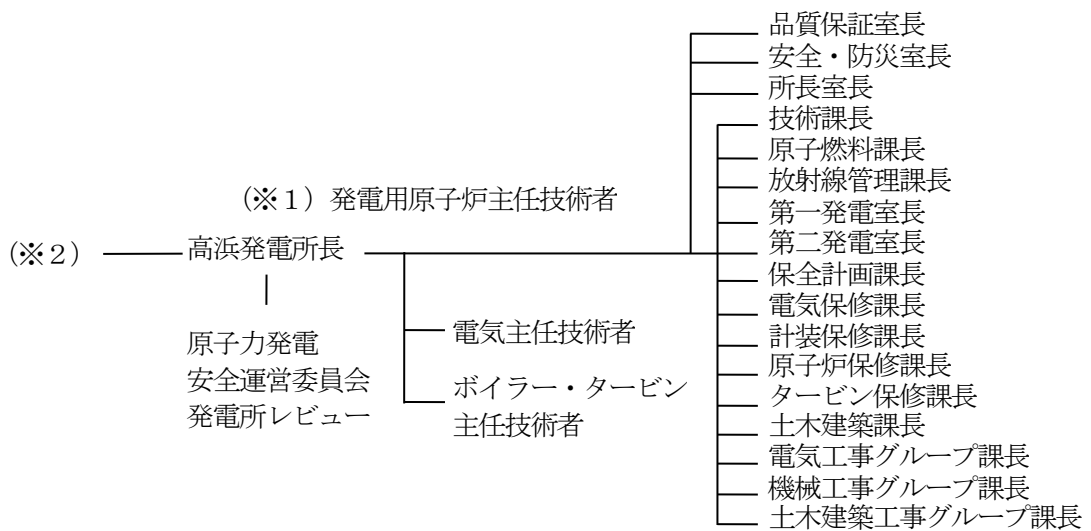 品質保証室長
安全・防災室長
所長室長
技術課長
原子燃料課長
放射線管理課長
(※1)発電用原子炉主任技術者
第一発電室長
第二発電室長
(※2)
高浜発電所長
保全計画課長
電気保修課長
計装保修課長
原子炉保修課長
タービン保修課長
土木建築課長
電気工事グループ課長
機械工事グループ課長
土木建築工事グループ課長
電気主任技術者
ボイラー・タービン
主任技術者
原子力発電
安全運営委員会
発電所レビュー